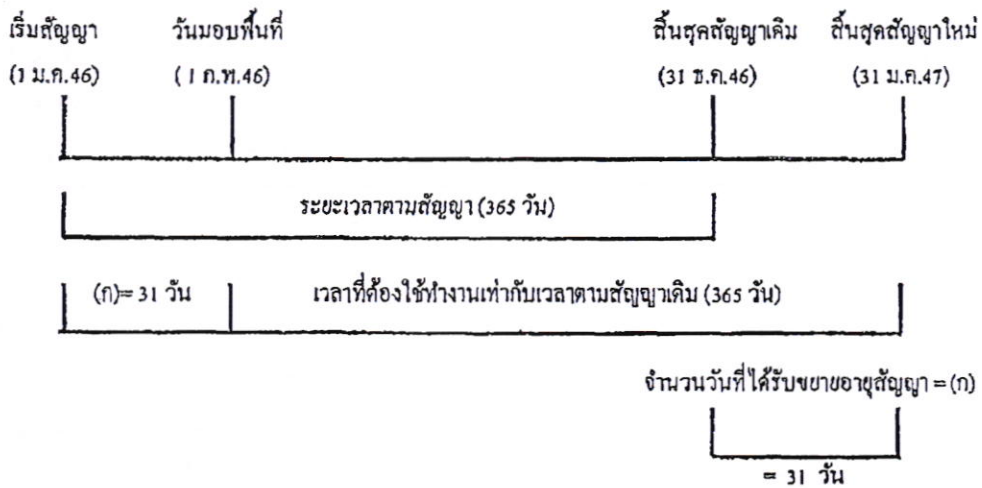 เริ่มสัญญา วันมอบพื้นที่ สิ้นสุดสัญญาเดิม สิ้นสุดสัญญาใหม่
(1 ม.ค.46) (1 ก.พ.46) (31 ธ.ค.46) (31 ม.ค.47)
ระยะเวลาตามสัญญา (365 วัน)
(ก)= 31 วัน เวลาที่ต้องใช้ทำงานเท่ากับเวลาตามสัญญาเดิม (365 วัน)
จำนวนวันที่ได้รับขยายอายุสัญญา = (ก)
= 31 วัน